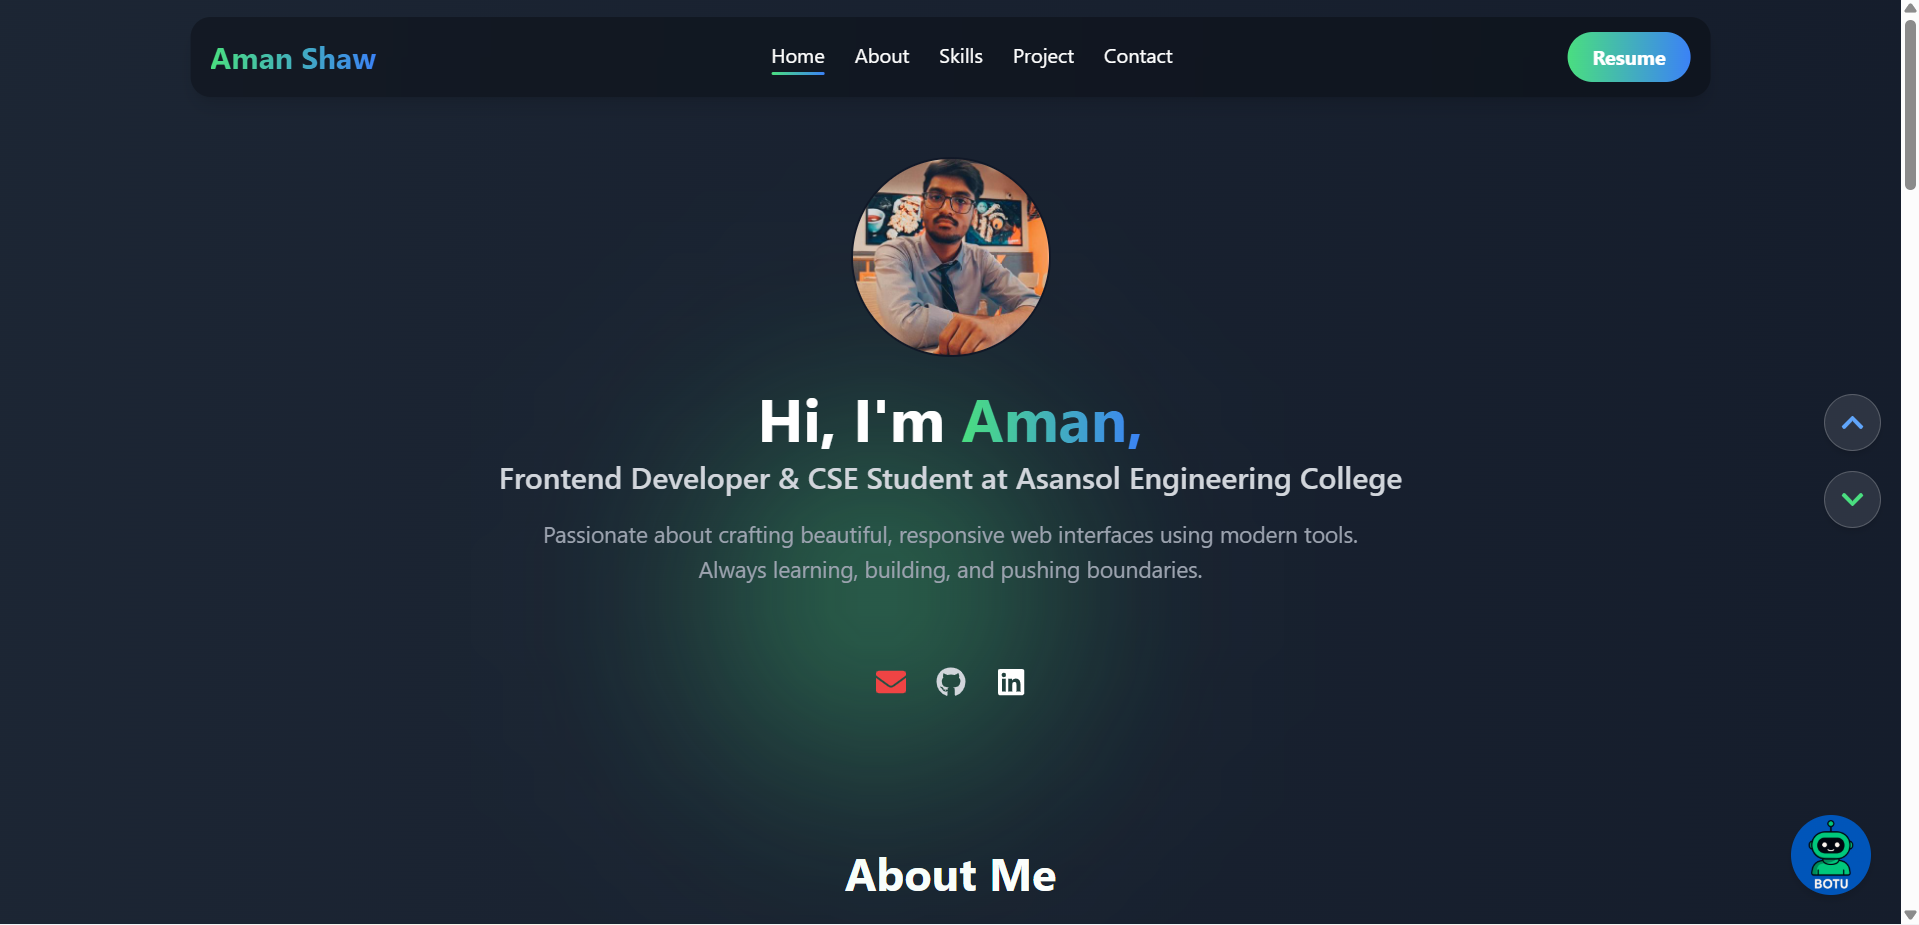 Aman Shaw
Home About Skills Project Contact
Resume
Hi, I'm Aman,
Frontend Developer & CSE Student at Asansol Engineering College
Passionate about crafting beautiful, responsive web interfaces using modern tools.
Always learning, building, and pushing boundaries.
in
About Me
BOTU